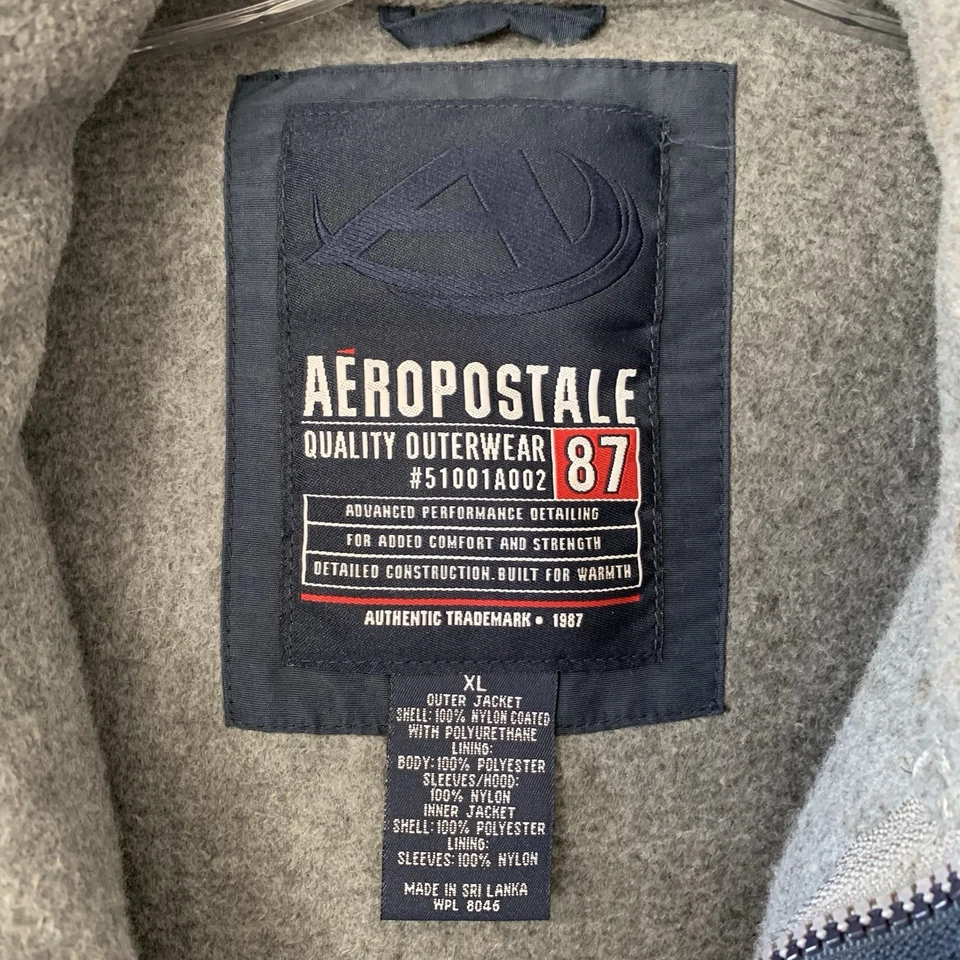 AÉROPOSTALE
QUALITY OUTERWEAR 87
#51001A002
ADVANCED PERFORMANCE DETAILING
FOR ADDED COMFORT AND STRENGTH
DETAILED CONSTRUCTION.BUILT FOR WARMTH
AUTHENTIC TRADEMARK • 1987
XL
OUTER JACKET
SHELL:100% NYLON COATED
WITH POLYURETHANE
LINING:
BODY:100% POLYESTER
SLEEVES/HOOD:
100% NYLON
INNER JACKET
SHELL:100% POLYESTER
LINING:
SLEEVES:100% NYLON
MADE IN SRI LANKA
WPL 8046